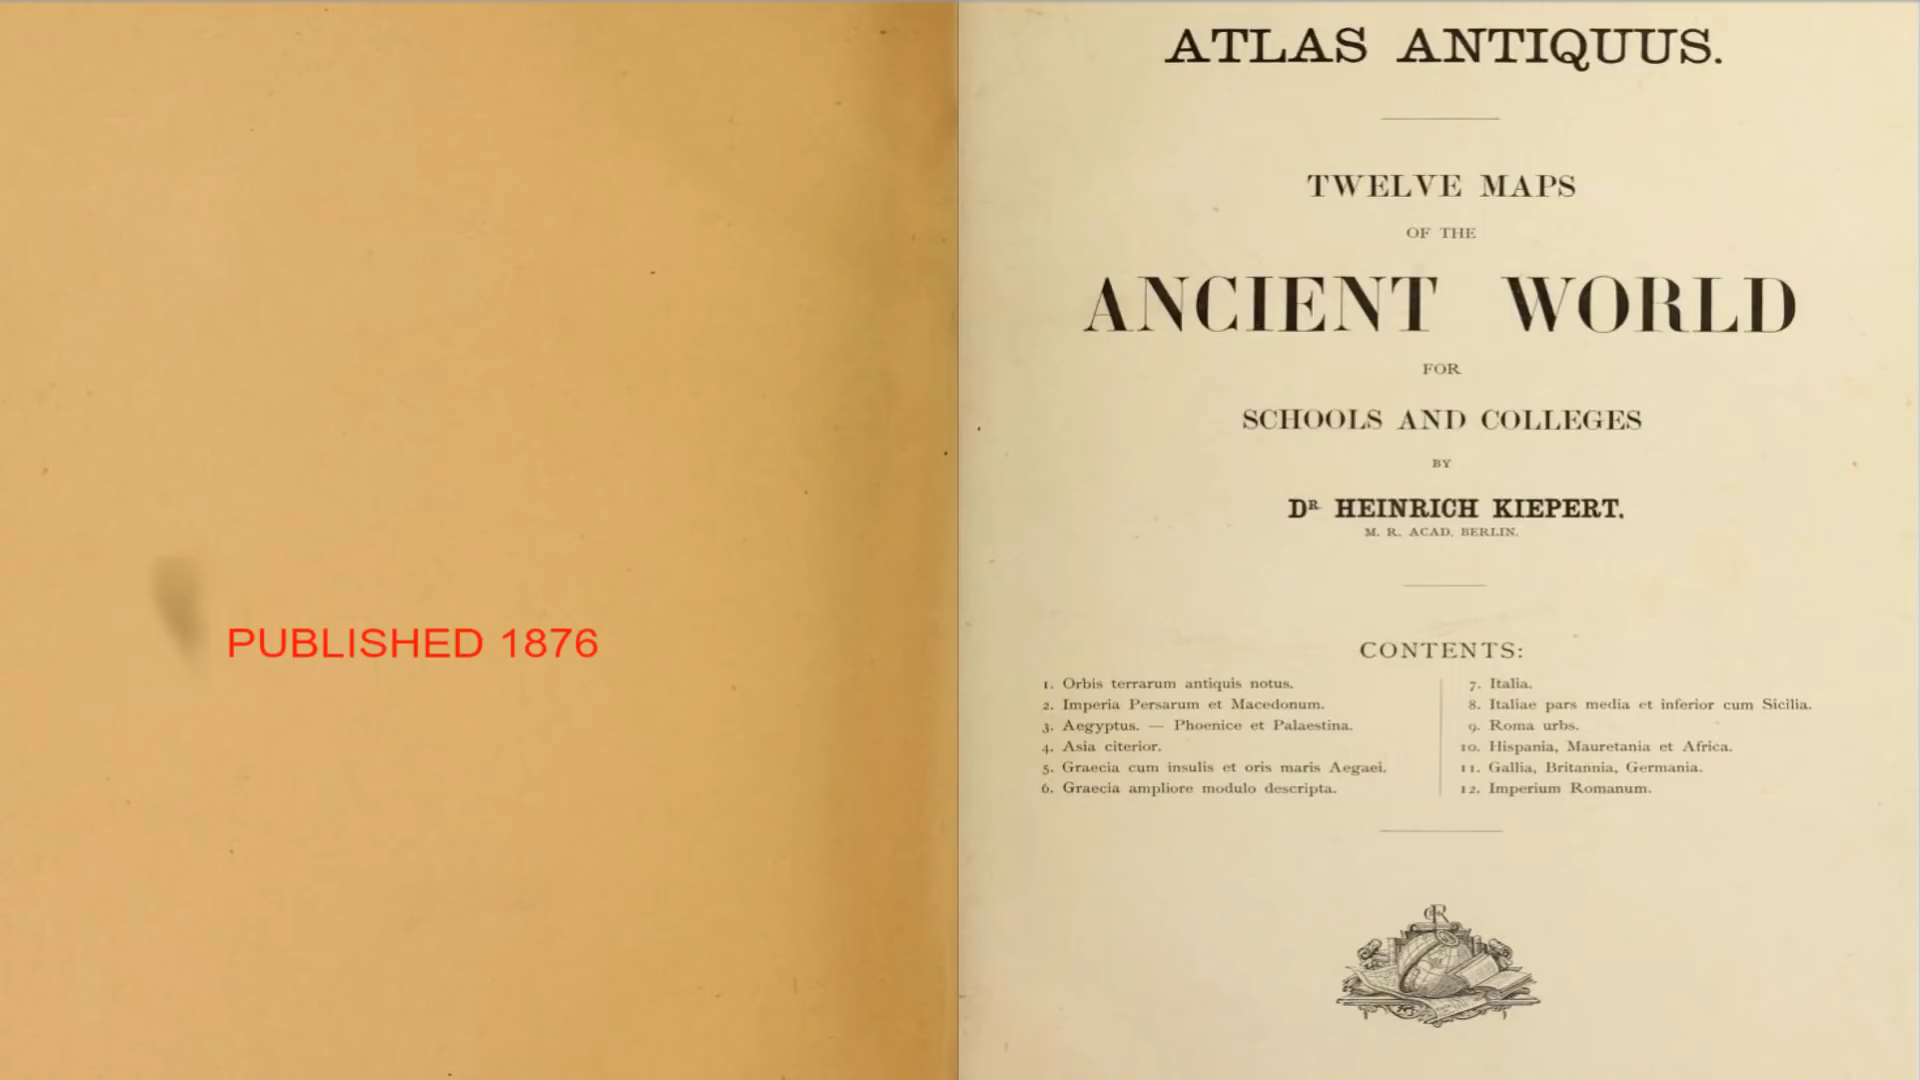 PUBLISHED 1876
ATLAS ANTIQUUS.
TWELVE MAPS
OF THE
ANCIENT WORLD
FOR
SCHOOLS AND COLLEGES
BY
DR HEINRICH KIEPERT.
M. R. ACAD. BERLIN.
CONTENTS:
1. Orbis terrarum antiquis notus.
2. Imperia Persarum et Macedonum.
3. Aegyptus. — Phoenice et Palaestina.
4. Asia citerior.
5. Graecia cum insulis et oris maris Aegaei.
6. Graecia ampliore modulo descripta.
7. Italia.
8. Italiae pars media et inferior cum Sicilia.
9. Roma urbs.
10. Hispania, Mauretania et Africa.
11. Gallia, Britannia, Germania.
12. Imperium Romanum.